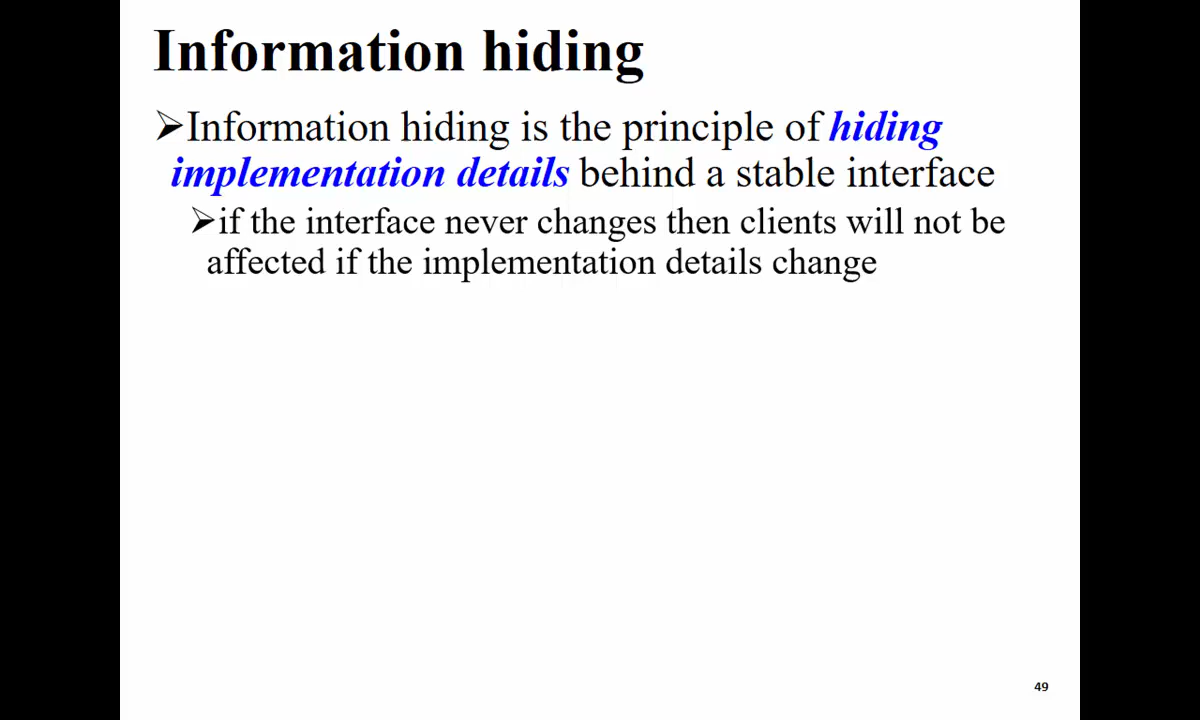 Information hiding
➢Information hiding is the principle of hiding
implementation details behind a stable interface
➢if the interface never changes then clients will not be
affected if the implementation details change
49